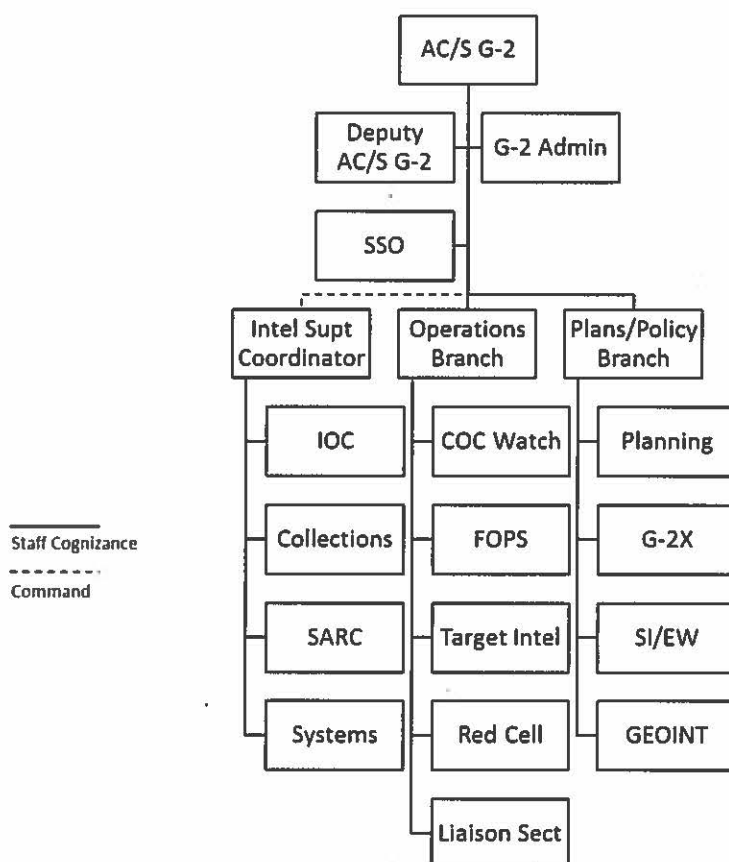 AC/S G-2
Deputy
AC/S G-2
G-2 Admin
SSO
Intel Supt
Coordinator
Operations
Branch
Plans/Policy
Branch
IOC
COC Watch
Planning
Collections
FOPS
G-2X
SARC
Target Intel
SI/EW
Systems
Red Cell
GEOINT
Liaison Sect
Staff Cognizance
Command